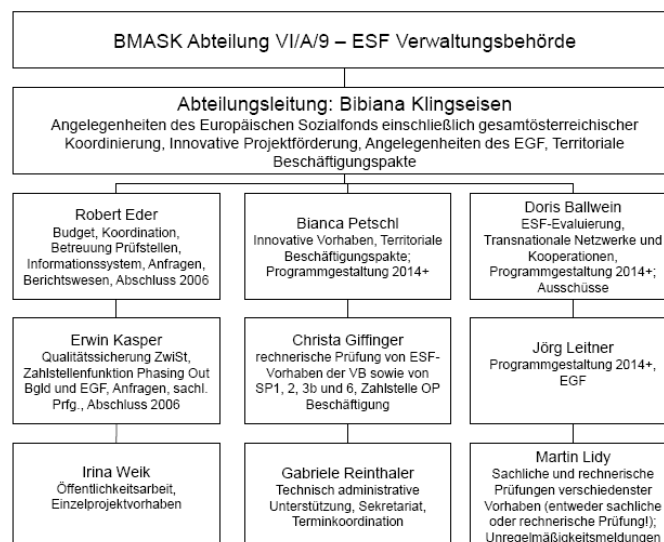 BMASK Abteilung VI/A/9 – ESF Verwaltungsbehörde
Abteilungsleitung: Bibiana Klingseisen
Angelegenheiten des Europäischen Sozialfonds einschließlich gesamtösterreichischer
Koordinierung, Innovative Projektförderung, Angelegenheiten des EGF, Territoriale
Beschäftigungspakte
Robert Eder
Budget, Koordination,
Betreuung Prüfstellen,
Informationssystem, Anfragen,
Berichtswesen, Abschluss 2006
Bianca Petschl
Innovative Vorhaben, Territoriale
Beschäftigungspakte;
Programmgestaltung 2014+
Doris Ballwein
ESF-Evaluierung,
Transnationale Netzwerke und
Kooperationen,
Programmgestaltung 2014+;
Ausschüsse
Erwin Kasper
Qualitätssicherung ZwiSt,
Zahlstellenfunktion Phasing Out
Bgld und EGF, Anfragen, sachl.
Prfg., Abschluss 2006
Christa Giffinger
rechnerische Prüfung von ESF-
Vorhaben der VB sowie von
SP1, 2, 3b und 6, Zahlstelle OP
Beschäftigung
Jörg Leitner
Programmgestaltung 2014+,
EGF
Irina Weik
Öffentlichkeitsarbeit,
Einzelprojektvorhaben
Gabriele Reinthaler
Technisch administrative
Unterstützung, Sekretariat,
Terminkoordination
Martin Lidy
Sachliche und rechnerische
Prüfungen verschiedenster
Vorhaben (entweder sachliche
oder rechnerische Prüfung!);
Unregelmäßigkeitsmeldungen